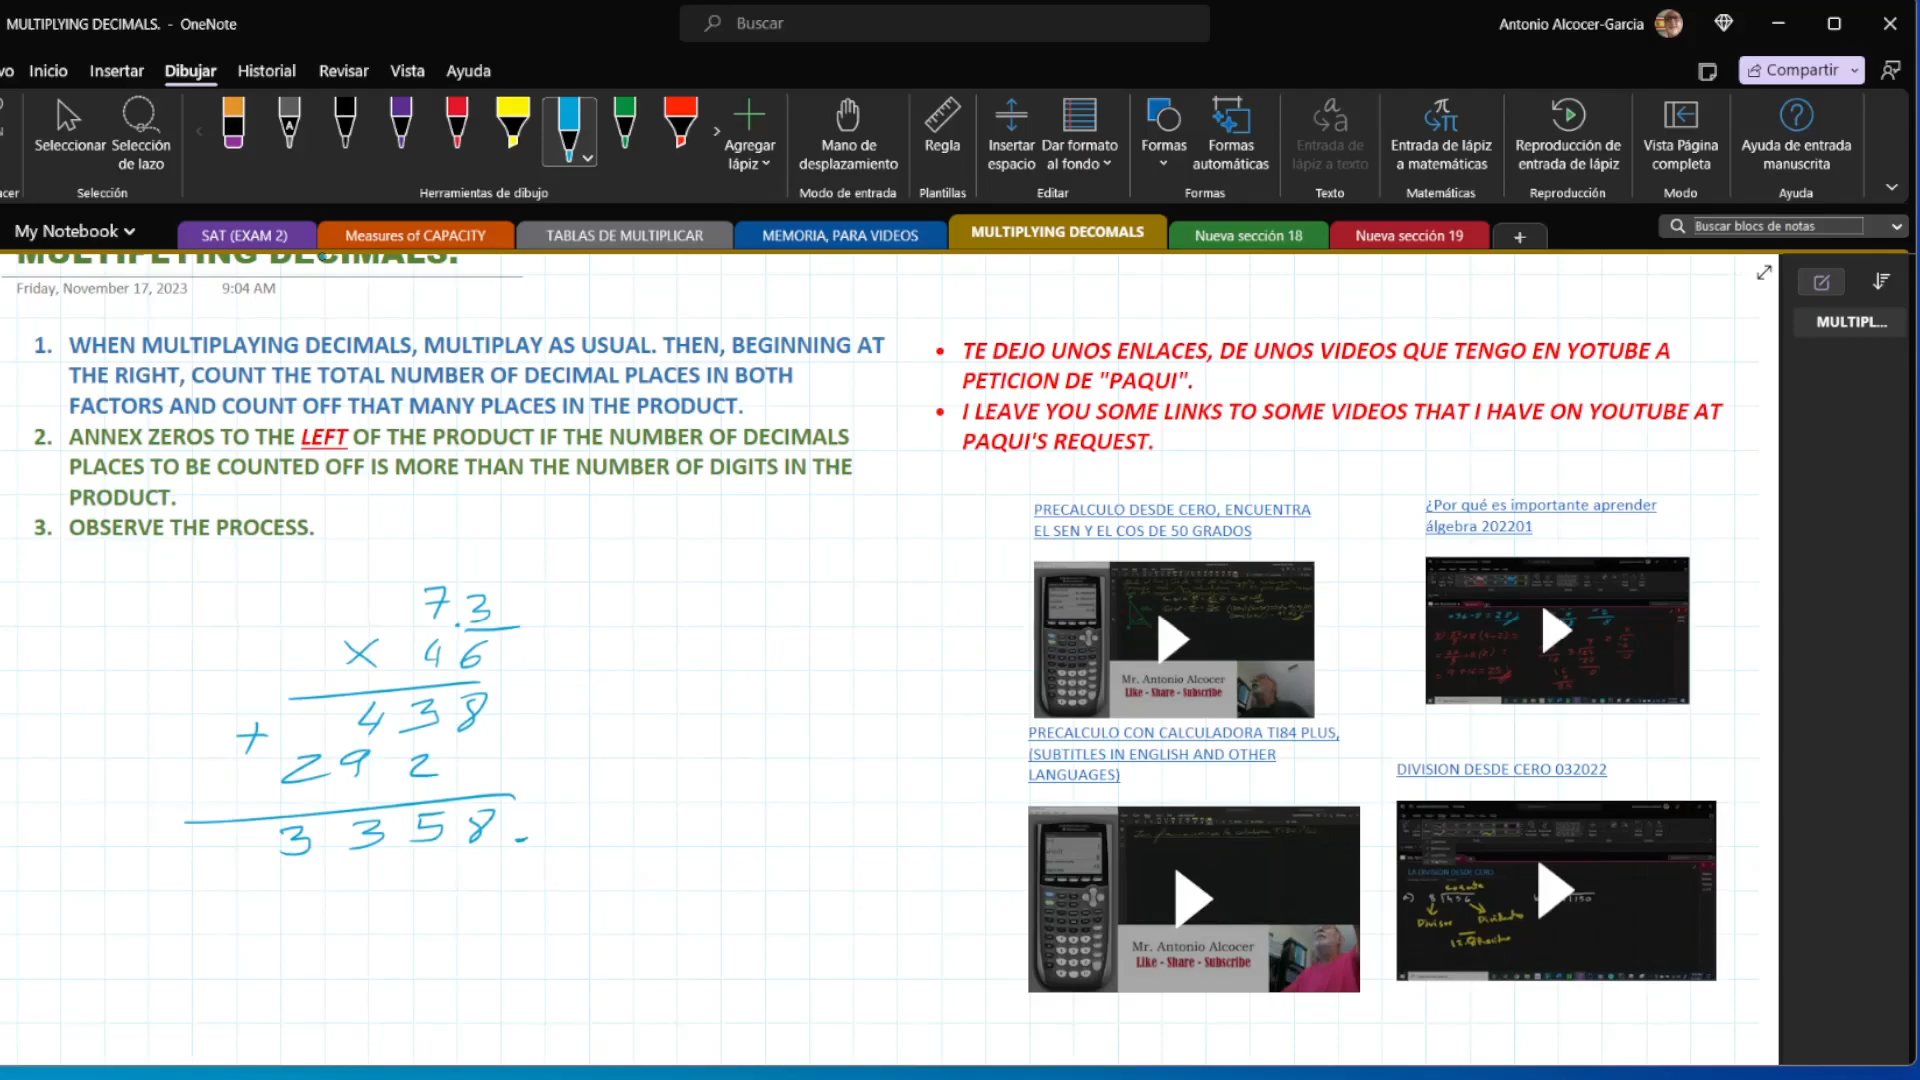 MULTIPLYING DECIMALS. - OneNote
Buscar
Antonio Alcocer-Garcia
vo Inicio Insertar Dibujar Historial Revisar Vista Ayuda
Compartir
Seleccionar
Selección de lazo
Agregar lápiz
Mano de desplazamiento
Regla
Insertar espacio
Dar formato al fondo
Formas
Formas automáticas
Entrada de lápiz a texto
Entrada de lápiz a matemáticas
Reproducción de entrada de lápiz
Vista Página completa
Ayuda de entrada manuscrita
acer Selección Herramientas de dibujo Modo de entrada Plantillas Editar Formas Texto Matemáticas Reproducción Modo Ayuda
My Notebook SAT (EXAM 2) Measures of CAPACITY TABLAS DE MULTIPLICAR MEMORIA, PARA VIDEOS MULTIPLYING DECOMALS Nueva sección 18 Nueva sección 19 + Buscar blocs de notas
MULTIPLYING DECIMALS.
Friday, November 17, 2023 9:04 AM
MULTIPL...
1. WHEN MULTIPLAYING DECIMALS, MULTIPLAY AS USUAL. THEN, BEGINNING AT
THE RIGHT, COUNT THE TOTAL NUMBER OF DECIMAL PLACES IN BOTH
FACTORS AND COUNT OFF THAT MANY PLACES IN THE PRODUCT.
2. ANNEX ZEROS TO THE LEFT OF THE PRODUCT IF THE NUMBER OF DECIMALS
PLACES TO BE COUNTED OFF IS MORE THAN THE NUMBER OF DIGITS IN THE
PRODUCT.
3. OBSERVE THE PROCESS.
7.3
X 46
438
+
292
3358.
• TE DEJO UNOS ENLACES, DE UNOS VIDEOS QUE TENGO EN YOTUBE A
PETICION DE "PAQUI".
• I LEAVE YOU SOME LINKS TO SOME VIDEOS THAT I HAVE ON YOUTUBE AT
PAQUI'S REQUEST.
PRECALCULO DESDE CERO, ENCUENTRA
EL SEN Y EL COS DE 50 GRADOS
Mr. Antonio Alcocer
Like - Share - Subscribe
¿Por qué es importante aprender
álgebra 202201
PRECALCULO CON CALCULADORA TI84 PLUS,
(SUBTITLES IN ENGLISH AND OTHER
LANGUAGES)
Mr. Antonio Alcocer
Like - Share - Subscribe
DIVISION DESDE CERO 032022
LA DIVISION DESDE CERO
Divisor